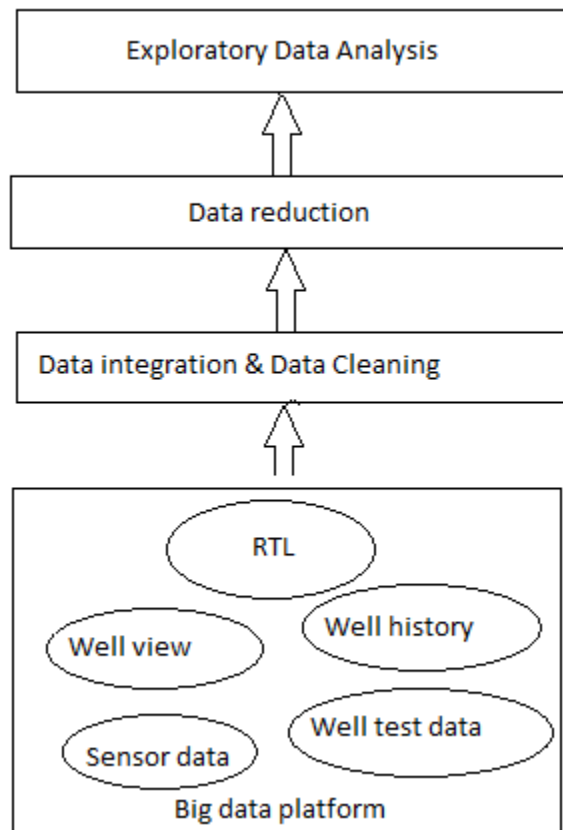 Exploratory Data Analysis
Data reduction
Data integration & Data Cleaning
RTL
Well history
Well view
Well test data
Sensor data
Big data platform